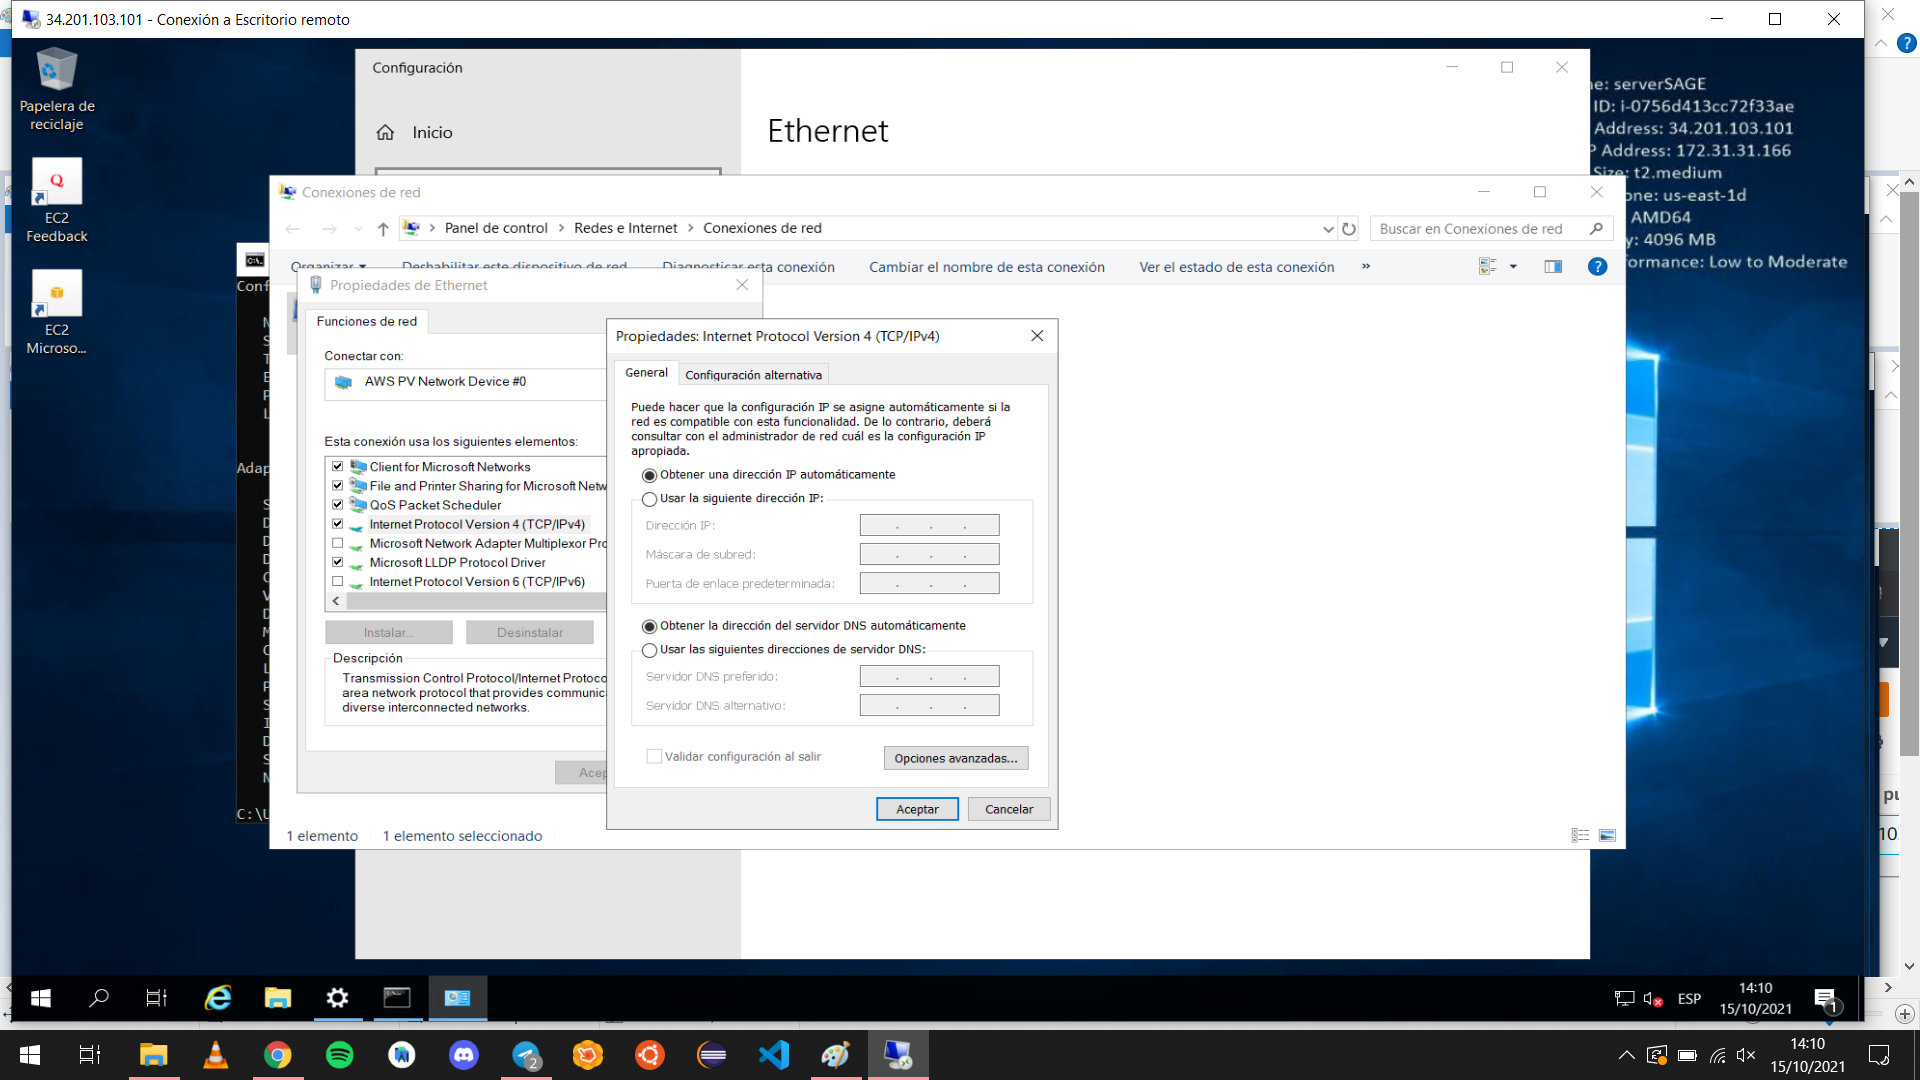 34.201.103.101 - Conexión a Escritorio remoto
Papelera de
reciclaje
EC2
Feedback
EC2
Microso...
Configuración
Inicio
Ethernet
e: serverSAGE
ID: i-0756d413cc72f33ae
Address: 34.201.103.101
P Address: 172.31.31.166
Size: t2.medium
one: us-east-1d
AMD64
y: 4096 MB
formance: Low to Moderate
Conexiones de red
Panel de control > Redes e Internet > Conexiones de red
Buscar en Conexiones de red
Organizar
Deshabilitar este dispositivo de red
Diagnosticar esta conexión
Cambiar el nombre de esta conexión
Ver el estado de esta conexión
»
Conf
Adap
C:\U
Propiedades de Ethernet
Funciones de red
Conectar con:
AWS PV Network Device #0
Esta conexión usa los siguientes elementos:
Client for Microsoft Networks
File and Printer Sharing for Microsoft Netw
QoS Packet Scheduler
Internet Protocol Version 4 (TCP/IPv4)
Microsoft Network Adapter Multiplexor Pro
Microsoft LLDP Protocol Driver
Internet Protocol Version 6 (TCP/IPv6)
Instalar...
Desinstalar
Descripción
Transmission Control Protocol/Internet Protoco
area network protocol that provides communic
diverse interconnected networks.
Acep
Propiedades: Internet Protocol Version 4 (TCP/IPv4)
General
Configuración alternativa
Puede hacer que la configuración IP se asigne automáticamente si la
red es compatible con esta funcionalidad. De lo contrario, deberá
consultar con el administrador de red cuál es la configuración IP
apropiada.
Obtener una dirección IP automáticamente
Usar la siguiente dirección IP:
Dirección IP:
Máscara de subred:
Puerta de enlace predeterminada:
Obtener la dirección del servidor DNS automáticamente
Usar las siguientes direcciones de servidor DNS:
Servidor DNS preferido:
Servidor DNS alternativo:
Validar configuración al salir
Opciones avanzadas...
Aceptar
Cancelar
1 elemento
1 elemento seleccionado
pú
10
ESP
14:10
15/10/2021
1
2
14:10
15/10/2021